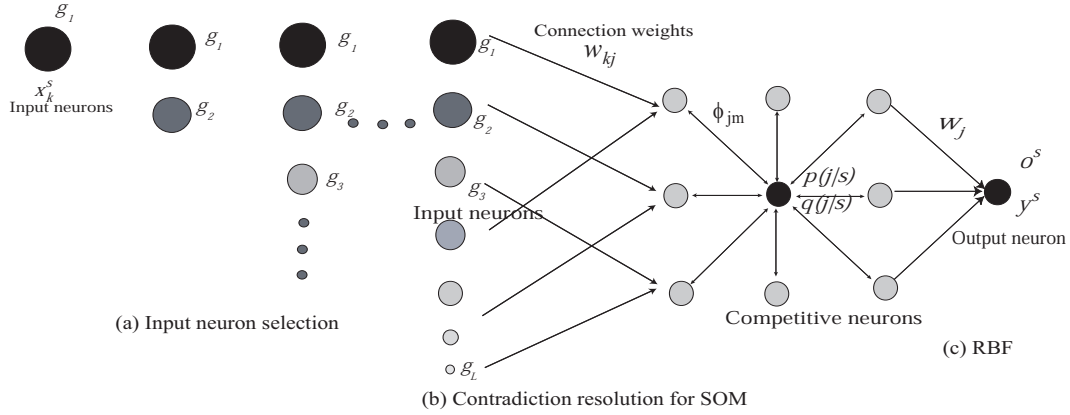 g₁
x_k^s
Input neurons
g₁
g₂
g₁
g₂
g₃
g₁
g₂
g₃
Input neurons
g_L
Connection weights
w_kj
ϕ_jm
p(j|s)
q(j|s)
W_j
o^s
y^s
Output neuron
Competitive neurons
(a) Input neuron selection
(b) Contradiction resolution for SOM
(c) RBF